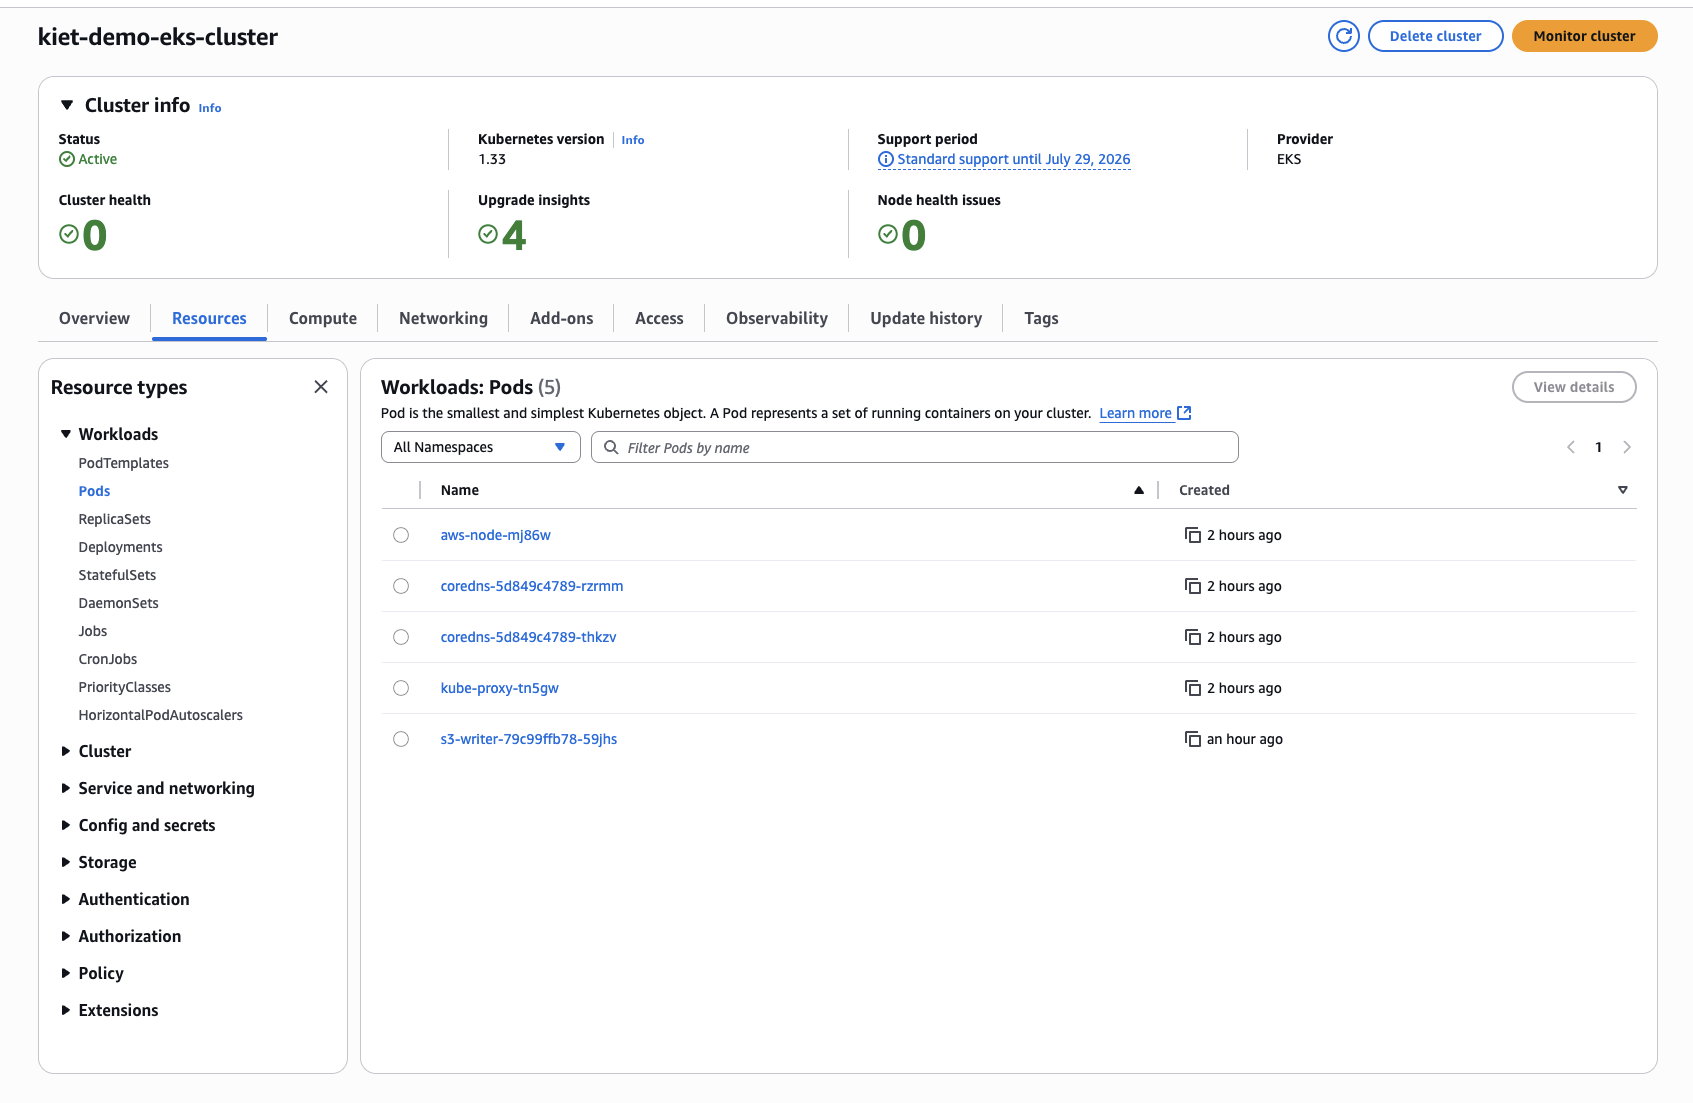 kiet-demo-eks-cluster
Delete cluster
Monitor cluster
Cluster info Info
Status
Active
Kubernetes version Info
1.33
Support period
Standard support until July 29, 2026
Provider
EKS
Cluster health
0
Upgrade insights
4
Node health issues
0
Overview Resources Compute Networking Add-ons Access Observability Update history Tags
Resource types
Workloads
PodTemplates
Pods
ReplicaSets
Deployments
StatefulSets
DaemonSets
Jobs
CronJobs
PriorityClasses
HorizontalPodAutoscalers
Cluster
Service and networking
Config and secrets
Storage
Authentication
Authorization
Policy
Extensions
Workloads: Pods (5)
View details
Pod is the smallest and simplest Kubernetes object. A Pod represents a set of running containers on your cluster. Learn more
All Namespaces
Filter Pods by name
1
Name Created
aws-node-mj86w 2 hours ago
coredns-5d849c4789-rzrmm 2 hours ago
coredns-5d849c4789-thkzv 2 hours ago
kube-proxy-tn5gw 2 hours ago
s3-writer-79c99ffb78-59jhs an hour ago